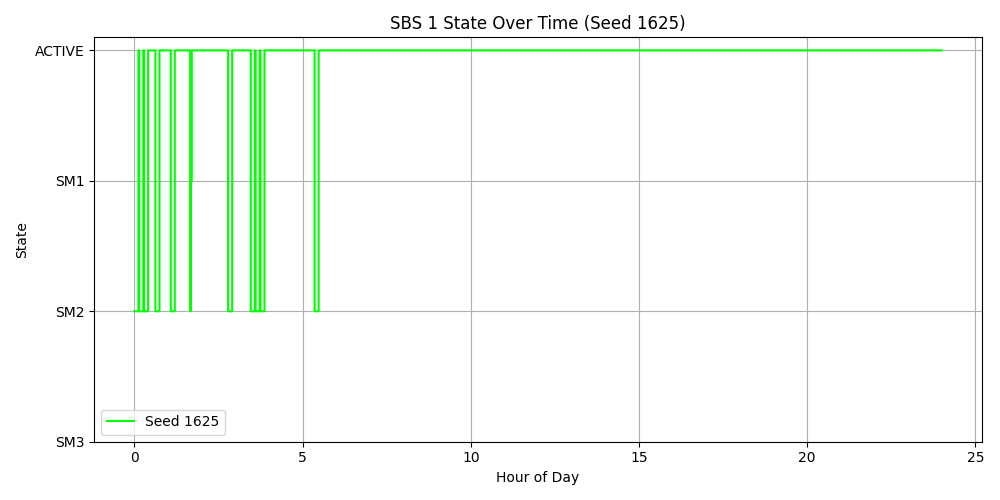 SBS 1 State Over Time (Seed 1625)
ACTIVE
SM1
SM2
SM3
State
Seed 1625
0 5 10 15 20 25
Hour of Day